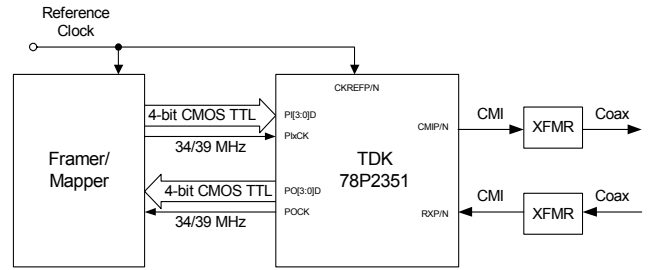 Reference
Clock
CKREFP/N
4-bit CMOS TTL
PI[3:0]D
34/39 MHz
PIxCK
CMIP/N
CMI
XFMR
Coax
Framer/
Mapper
TDK
78P2351
4-bit CMOS TTL
PO[3:0]D
34/39 MHz
POCK
RXP/N
CMI
XFMR
Coax